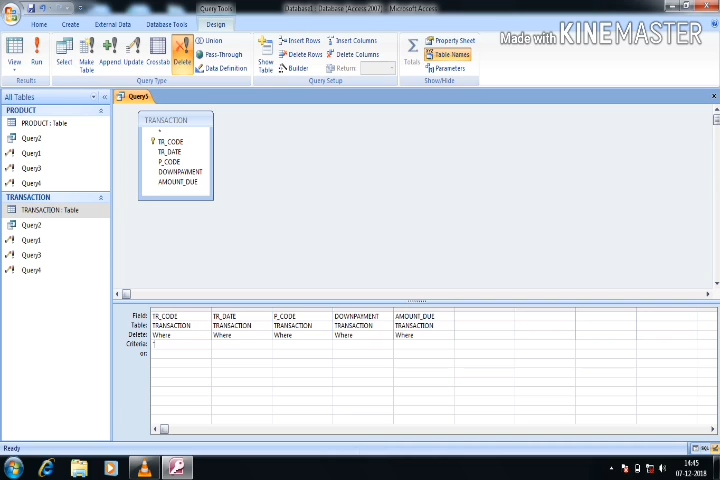 Query Tools
Database1 : Database (Access 2007) - Microsoft Access
Made with KINEMASTER
Home
Create
External Data
Database Tools
Design
View
Run
Select
Make Table
Append
Update
Crosstab
Delete
Union
Pass-Through
Data Definition
Show Table
Insert Rows
Delete Rows
Builder
Insert Columns
Delete Columns
Return:
Totals
Property Sheet
Table Names
Parameters
Results
Query Type
Query Setup
Show/Hide
All Tables
Query5
PRODUCT
PRODUCT : Table
Query2
Query1
Query3
Query4
TRANSACTION
TRANSACTION : Table
Query2
Query1
Query3
Query4
TRANSACTION
*
TR_CODE
TR_DATE
P_CODE
DOWNPAYMENT
AMOUNT_DUE
Field: TR_CODE TR_DATE P_CODE DOWNPAYMENT AMOUNT_DUE
Table: TRANSACTION TRANSACTION TRANSACTION TRANSACTION TRANSACTION
Delete: Where Where Where Where Where
Criteria:
or:
Ready
SQL
14:45
07-12-2018